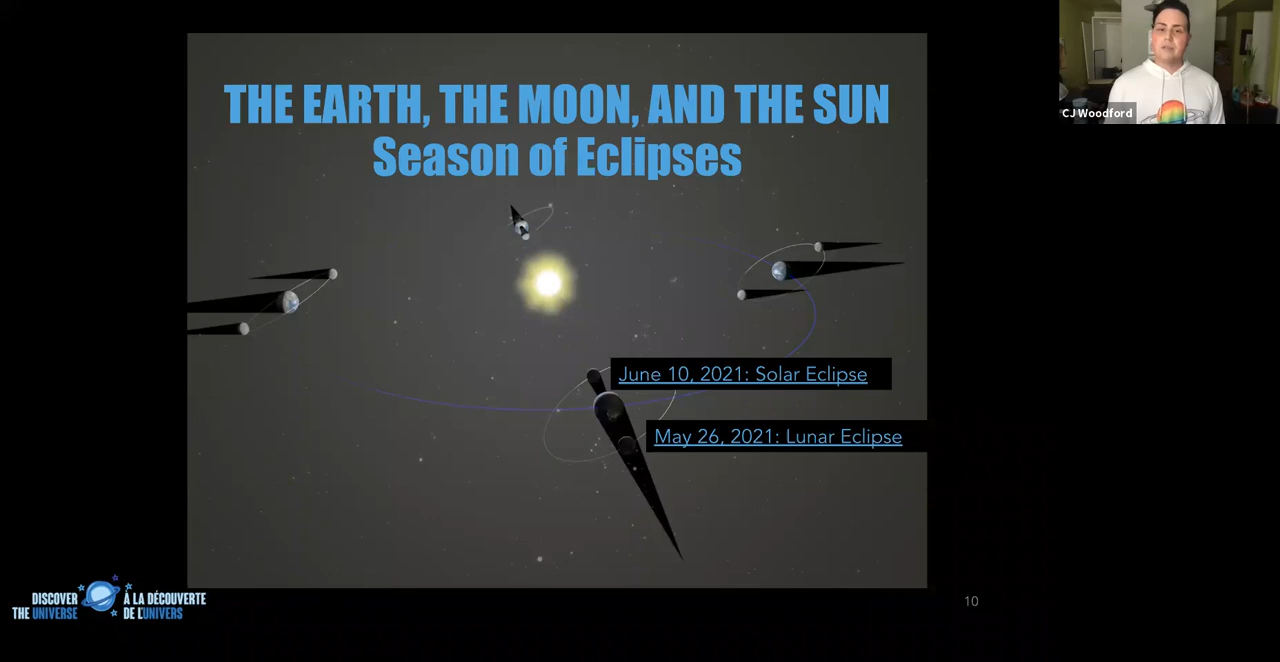 THE EARTH, THE MOON, AND THE SUN
Season of Eclipses
CJ Woodford
June 10, 2021: Solar Eclipse
May 26, 2021: Lunar Eclipse
DISCOVER
THE UNIVERSE
À LA DÉCOUVERTE
DE L'UNIVERS
10